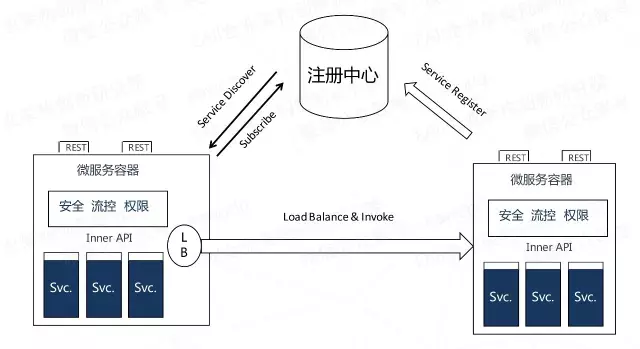 注册中心
Service Discover
Subscribe
Service Register
REST REST
微服务容器
安全 流控 权限
Inner API
Svc. Svc. Svc.
L
B
Load Balance & Invoke
REST REST
微服务容器
安全 流控 权限
Inner API
Svc. Svc. Svc.